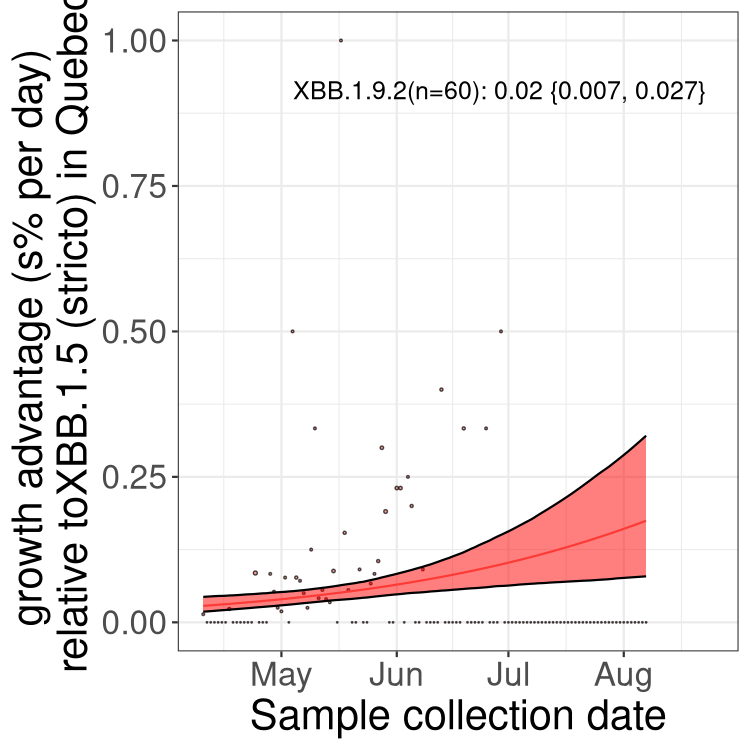 growth advantage (s% per day)
relative toXBB.1.5 (stricto) in Quebec
1.00
0.75
0.50
0.25
0.00
XBB.1.9.2(n=60): 0.02 {0.007, 0.027}
May Jun Jul Aug
Sample collection date